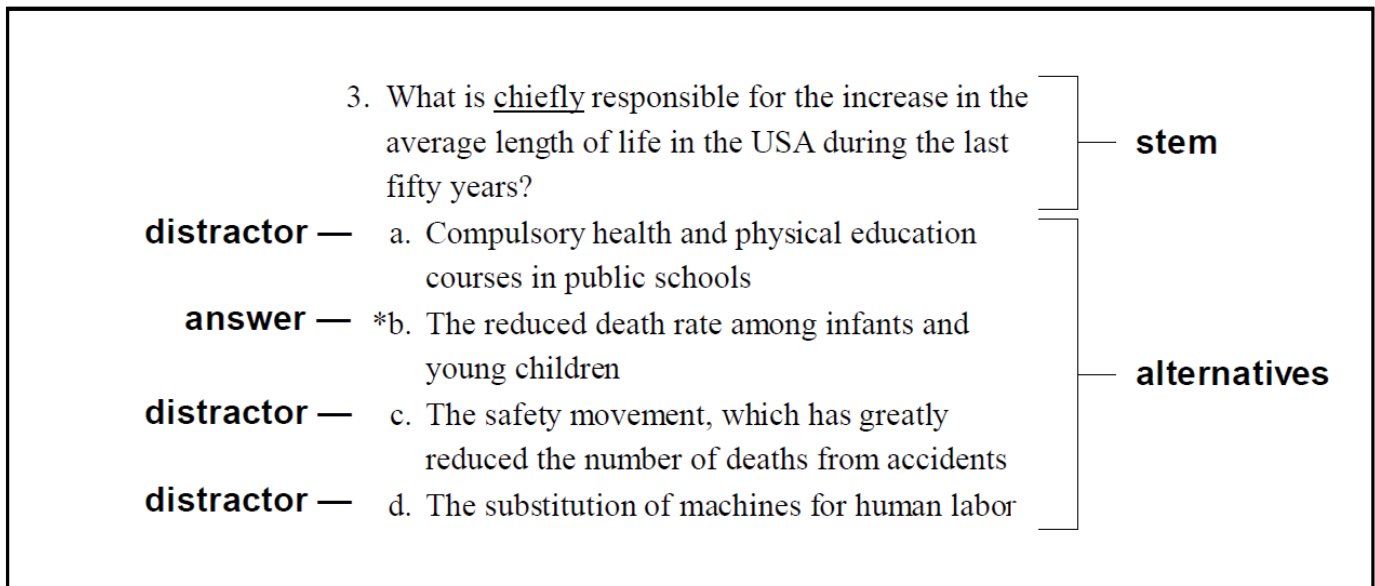 3. What is chiefly responsible for the increase in the
average length of life in the USA during the last
fifty years?
stem
distractor — a. Compulsory health and physical education
courses in public schools
answer — *b. The reduced death rate among infants and
young children
alternatives
distractor — c. The safety movement, which has greatly
reduced the number of deaths from accidents
distractor — d. The substitution of machines for human labor